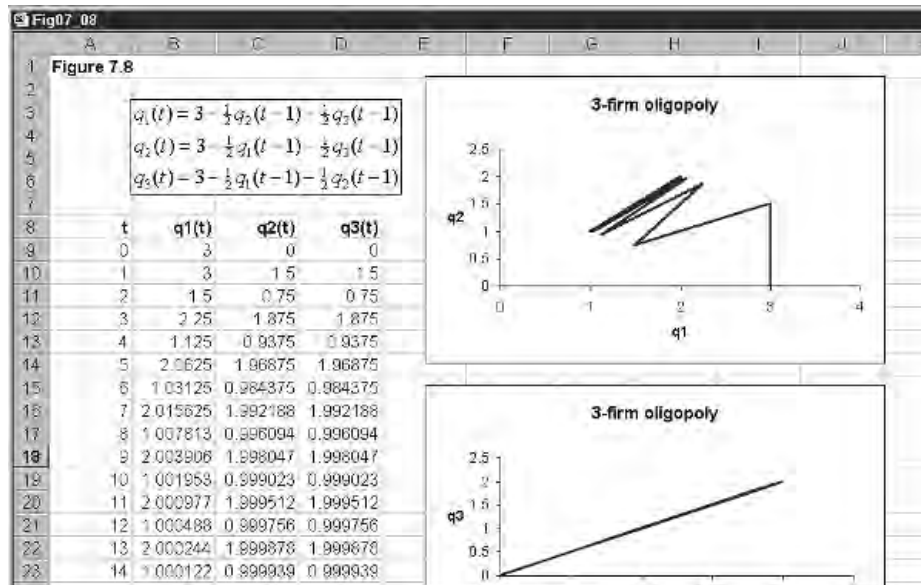 Fig07_08
A B C D E F G H I J
1 Figure 7.8
2
3 q₁(t) = 3 - ½q₂(t - 1) - ½q₃(t - 1)
4
5 q₂(t) = 3 - ½q₁(t - 1) - ½q₃(t - 1)
6 q₃(t) = 3 - ½q₁(t - 1) - ½q₂(t - 1)
7
8 t q1(t) q2(t) q3(t)
9 0 3 0 0
10 1 3 1.5 1.5
11 2 1.5 0.75 0.75
12 3 2.25 1.875 1.875
13 4 1.125 0.9375 0.9375
14 5 2.0625 1.96875 1.96875
15 6 1.03125 0.984375 0.984375
16 7 2.015625 1.992188 1.992188
17 8 1.007813 0.996094 0.996094
18 9 2.003906 1.998047 1.998047
19 10 1.001953 0.999023 0.999023
20 11 2.000977 1.999512 1.999512
21 12 1.000488 0.999756 0.999756
22 13 2.000244 1.999878 1.999878
23 14 1.000122 0.999939 0.999939
3-firm oligopoly
2.5
2
1.5
q2
1
0.5
0
0 1 2 3 4
q1
3-firm oligopoly
2.5
2
1.5
q3
1
0.5
0